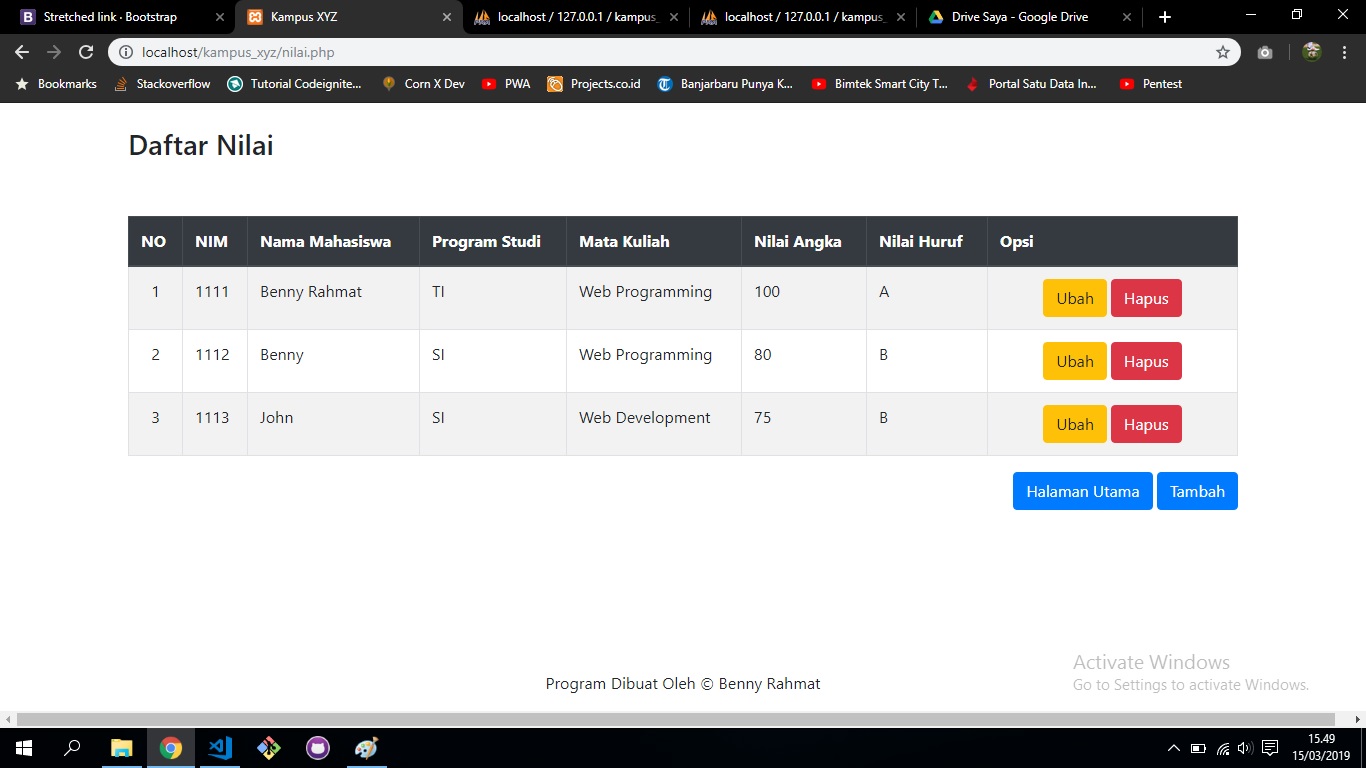 Stretched link · Bootstrap
Kampus XYZ
localhost / 127.0.0.1 / kampus_
localhost / 127.0.0.1 / kampus_
Drive Saya - Google Drive
localhost/kampus_xyz/nilai.php
Bookmarks Stackoverflow Tutorial Codeignite... Corn X Dev PWA Projects.co.id Banjarbaru Punya K... Bimtek Smart City T... Portal Satu Data In... Pentest
Daftar Nilai
NO NIM Nama Mahasiswa Program Studi Mata Kuliah Nilai Angka Nilai Huruf Opsi
1 1111 Benny Rahmat TI Web Programming 100 A Ubah Hapus
2 1112 Benny SI Web Programming 80 B Ubah Hapus
3 1113 John SI Web Development 75 B Ubah Hapus
Halaman Utama Tambah
Program Dibuat Oleh © Benny Rahmat
Activate Windows
Go to Settings to activate Windows.
15.49
15/03/2019